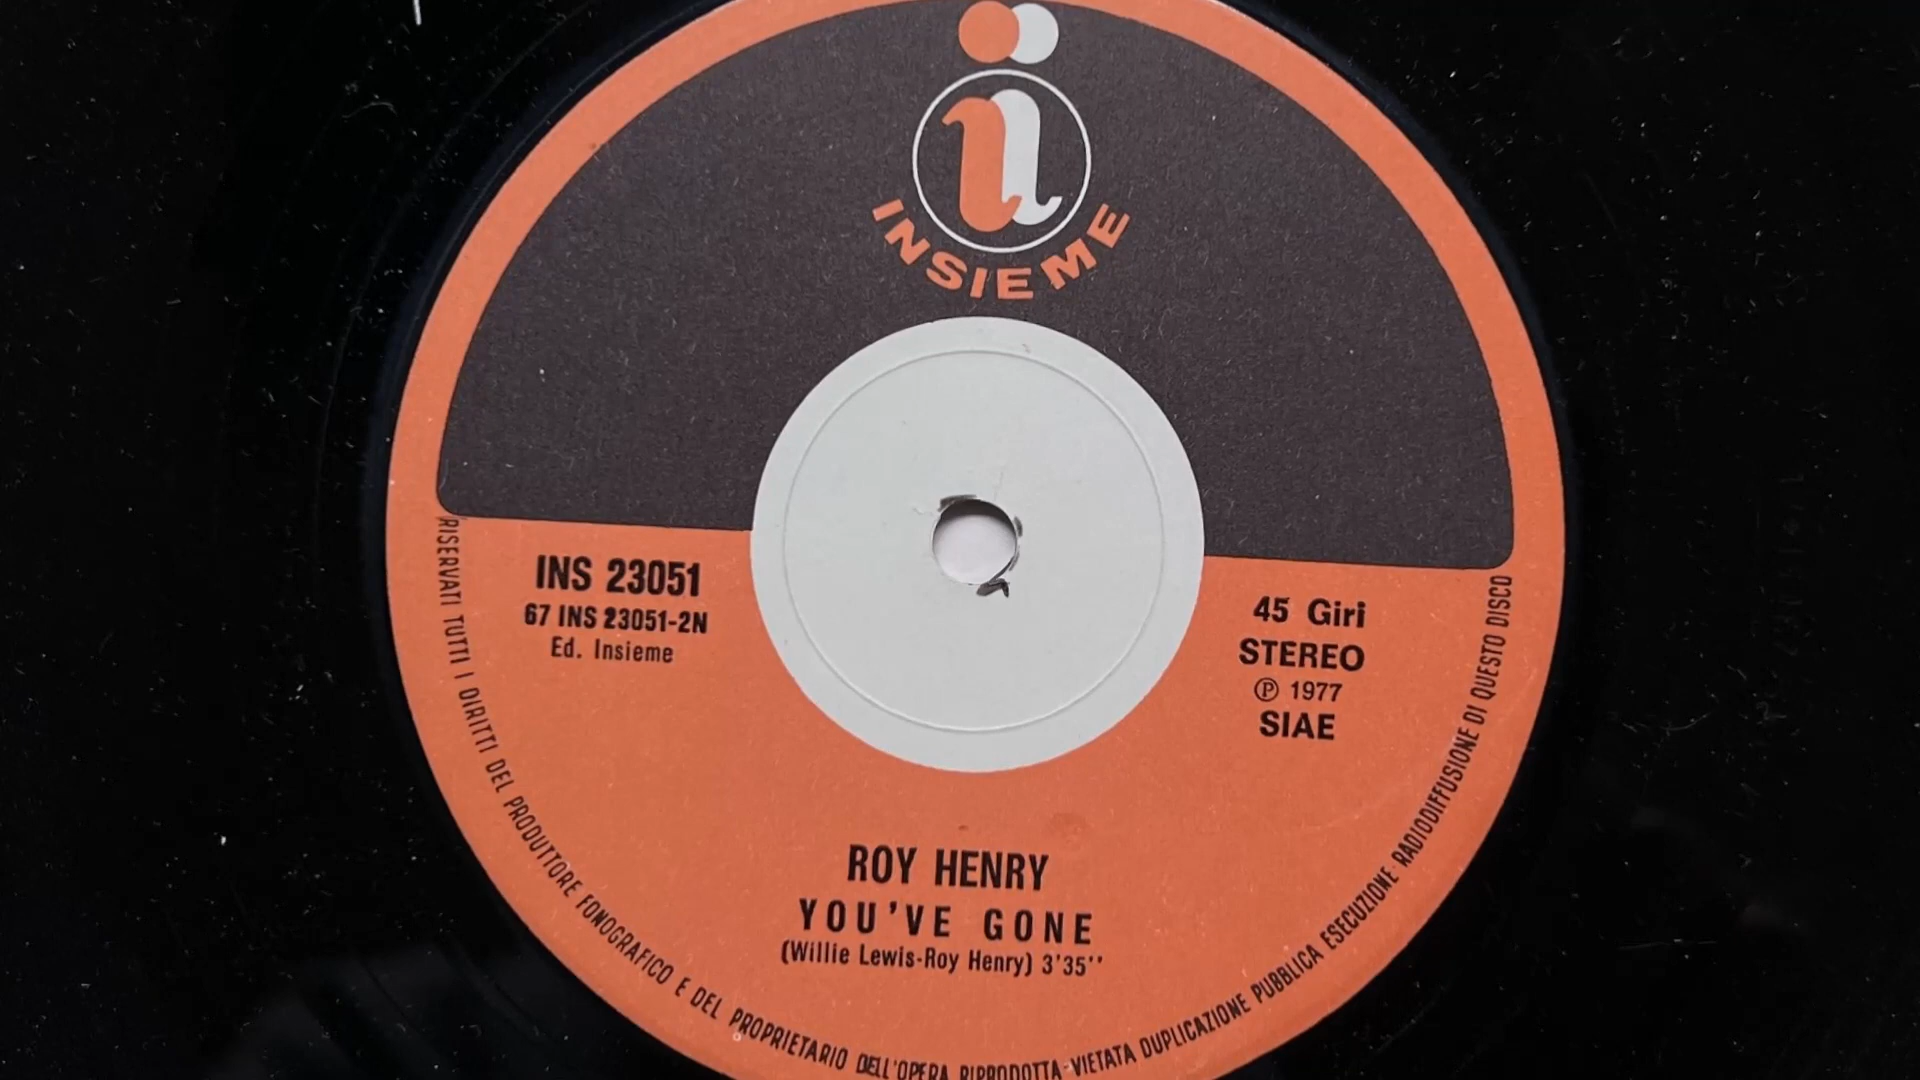 INSIEME
INS 23051
67 INS 23051-2N
Ed. Insieme
45 Giri
STEREO
℗ 1977
SIAE
ROY HENRY
YOU'VE GONE
(Willie Lewis-Roy Henry) 3'35''
RISERVATI TUTTI I DIRITTI DEL PRODUTTORE FONOGRAFICO E DEL PROPRIETARIO DELL'OPERA RIPRODOTTA-VIETATA DUPLICAZIONE PUBBLICA ESECUZIONE RADIODIFFUSIONE DI QUESTO DISCO